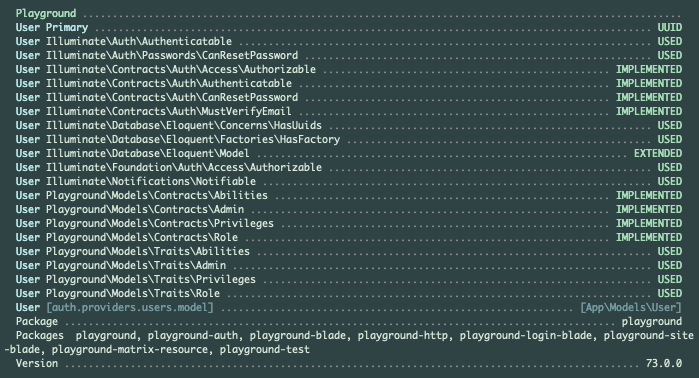 Playground ................................................................................................
User Primary ......................................................................................... UUID
User Illuminate\Auth\Authenticatable ................................................................. USED
User Illuminate\Auth\Passwords\CanResetPassword ...................................................... USED
User Illuminate\Contracts\Auth\Access\Authorizable ............................................ IMPLEMENTED
User Illuminate\Contracts\Auth\Authenticatable ................................................ IMPLEMENTED
User Illuminate\Contracts\Auth\CanResetPassword ............................................... IMPLEMENTED
User Illuminate\Contracts\Auth\MustVerifyEmail ................................................ IMPLEMENTED
User Illuminate\Database\Eloquent\Concerns\HasUuids .................................................. USED
User Illuminate\Database\Eloquent\Factories\HasFactory ............................................... USED
User Illuminate\Database\Eloquent\Model .......................................................... EXTENDED
User Illuminate\Foundation\Auth\Access\Authorizable .................................................. USED
User Illuminate\Notifications\Notifiable ............................................................. USED
User Playground\Models\Contracts\Abilities .................................................... IMPLEMENTED
User Playground\Models\Contracts\Admin ........................................................ IMPLEMENTED
User Playground\Models\Contracts\Privileges ................................................... IMPLEMENTED
User Playground\Models\Contracts\Role ......................................................... IMPLEMENTED
User Playground\Models\Traits\Abilities .............................................................. USED
User Playground\Models\Traits\Admin .................................................................. USED
User Playground\Models\Traits\Privileges ............................................................. USED
User Playground\Models\Traits\Role ................................................................... USED
User [auth.providers.users.model] ....................................................... [App\Models\User]
Package ........................................................................................ playground
Packages  playground, playground-auth, playground-blade, playground-http, playground-login-blade, playground-site
-blade, playground-matrix-resource, playground-test
Version ............................................................................................ 73.0.0